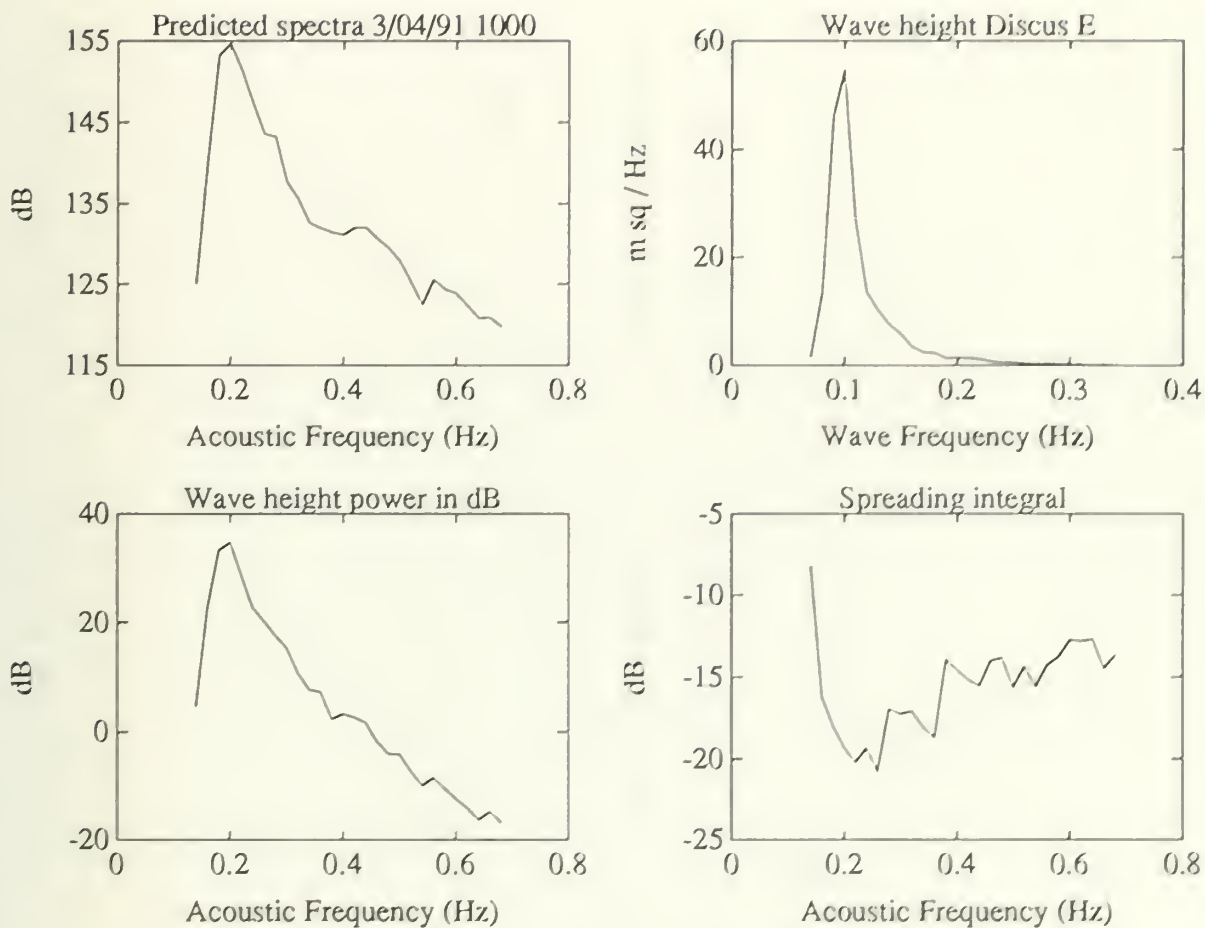 Predicted spectra 3/04/91 1000
155
145
135
125
115
dB
0 0.2 0.4 0.6 0.8
Acoustic Frequency (Hz)
Wave height Discus E
60
40
20
0
m sq / Hz
0 0.1 0.2 0.3 0.4
Wave Frequency (Hz)
Wave height power in dB
40
20
0
-20
dB
0 0.2 0.4 0.6 0.8
Acoustic Frequency (Hz)
Spreading integral
-5
-10
-15
-20
-25
dB
0 0.2 0.4 0.6 0.8
Acoustic Frequency (Hz)